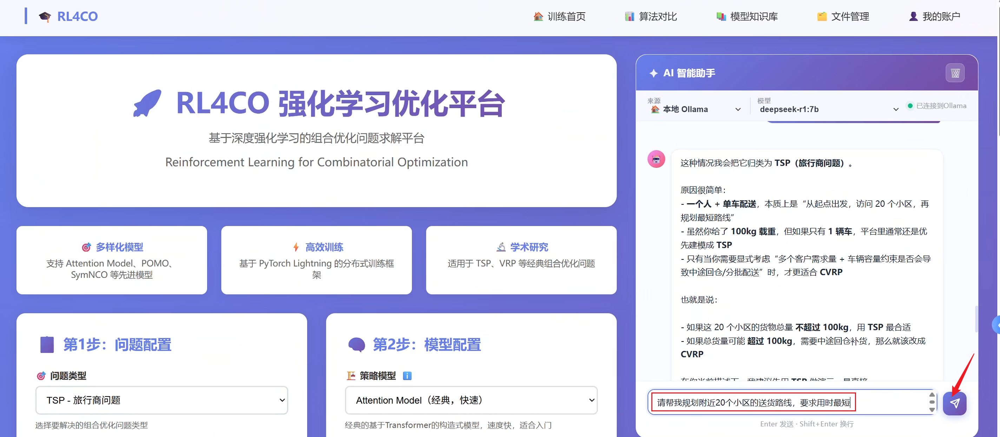 RL4CO
训练首页
算法对比
模型知识库
文件管理
我的账户
RL4CO 强化学习优化平台
基于深度强化学习的组合优化问题求解平台
Reinforcement Learning for Combinatorial Optimization
多样化模型
支持 Attention Model、POMO、
SymNCO 等先进模型
高效训练
基于 PyTorch Lightning 的分布式训练框
架
学术研究
适用于 TSP、VRP 等经典组合优化问题
第1步：问题配置
问题类型
TSP - 旅行商问题
选择要解决的组合优化问题类型
第2步：模型配置
策略模型
Attention Model（经典，快速）
经典的基于Transformer的构造式模型，速度快，适合入门
AI 智能助手
来源
本地 Ollama
模型
deepseek-r1:7b
已连接到Ollama
这种情况我会把它归类为 TSP（旅行商问题）。
原因很简单：
- 一个人 + 单车配送，本质上是“从起点出发，访问 20 个小区，再
规划最短路线”
- 虽然你给了 100kg 载重，但如果只有 1 辆车，平台里通常还是优
先建模成 TSP
- 只有当你需要显式考虑“多个客户需求量 + 车辆容量约束是否会导
致中途回仓/分批配送”时，才更适合 CVRP
也就是说：
- 如果这 20 个小区的货物总量 不超过 100kg，用 TSP 最合适
- 如果总货量可能 超过 100kg，需要中途回仓补货，那么就该改成
CVRP
请帮我规划附近20个小区的送货路线，要求用时最短
Enter 发送 · Shift+Enter 换行